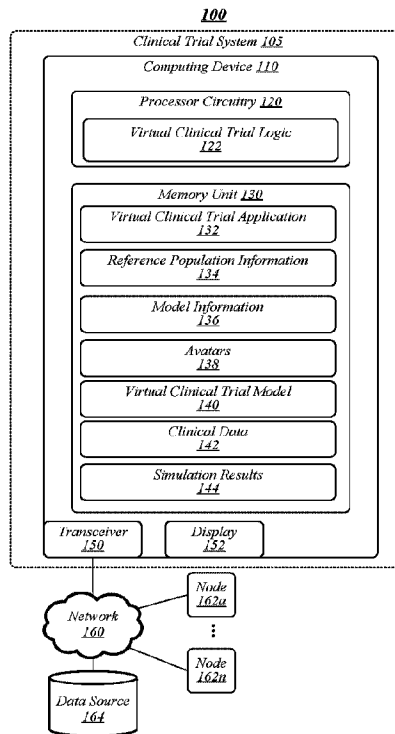 100
Clinical Trial System 105
Computing Device 110
Processor Circuitry 120
Virtual Clinical Trial Logic
122
Memory Unit 130
Virtual Clinical Trial Application
132
Reference Population Information
134
Model Information
136
Avatars
138
Virtual Clinical Trial Model
140
Clinical Data
142
Simulation Results
144
Transceiver
150
Display
152
Network
160
Node
162a
Node
162n
Data Source
164